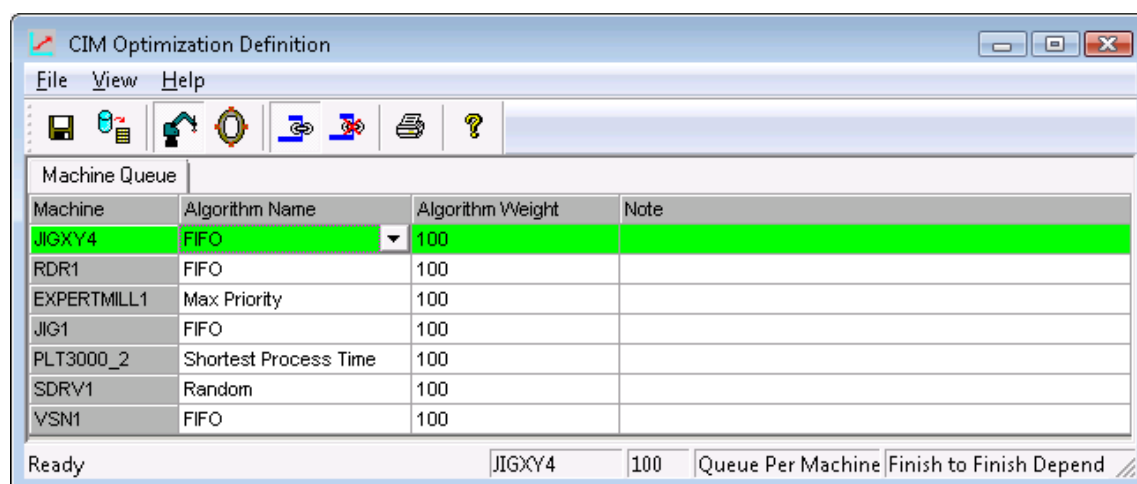 CIM Optimization Definition
File View Help
Machine Queue
Machine Algorithm Name Algorithm Weight Note
JIGXY4 FIFO 100
RDR1 FIFO 100
EXPERTMILL1 Max Priority 100
JIG1 FIFO 100
PLT3000_2 Shortest Process Time 100
SDRV1 Random 100
VSN1 FIFO 100
Ready JIGXY4 100 Queue Per Machine Finish to Finish Depend